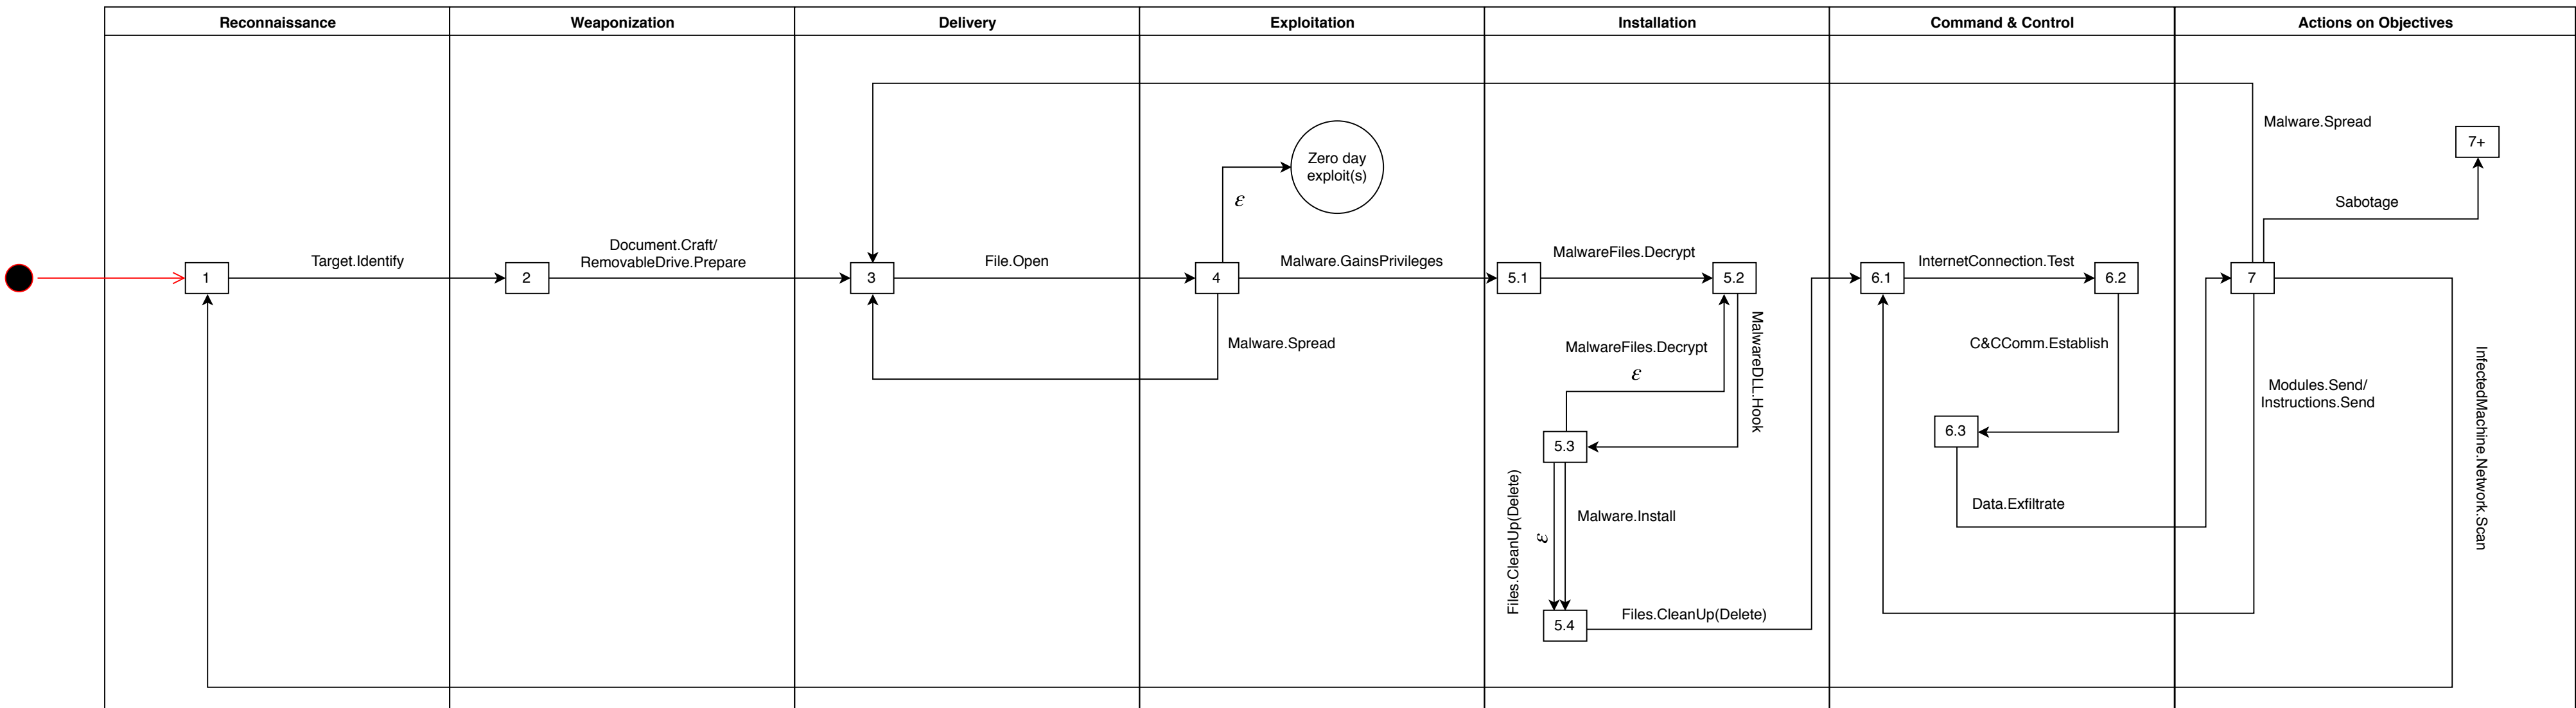 Reconnaissance
Weaponization
Delivery
Exploitation
Installation
Command & Control
Actions on Objectives
Malware.Spread
7+
Zero day
exploit(s)
ε
Sabotage
Document.Craft/
RemovableDrive.Prepare
Target.Identify
File.Open
Malware.GainsPrivileges
MalwareFiles.Decrypt
InternetConnection.Test
1
2
3
4
5.1
5.2
6.1
6.2
7
Malware.Spread
MalwareFiles.Decrypt
ε
MalwareDLL.Hook
C&CComm.Establish
Modules.Send/
Instructions.Send
InfectedMachine.Network.Scan
5.3
6.3
Files.CleanUp(Delete)
ε
Malware.Install
Data.Exfiltrate
5.4
Files.CleanUp(Delete)